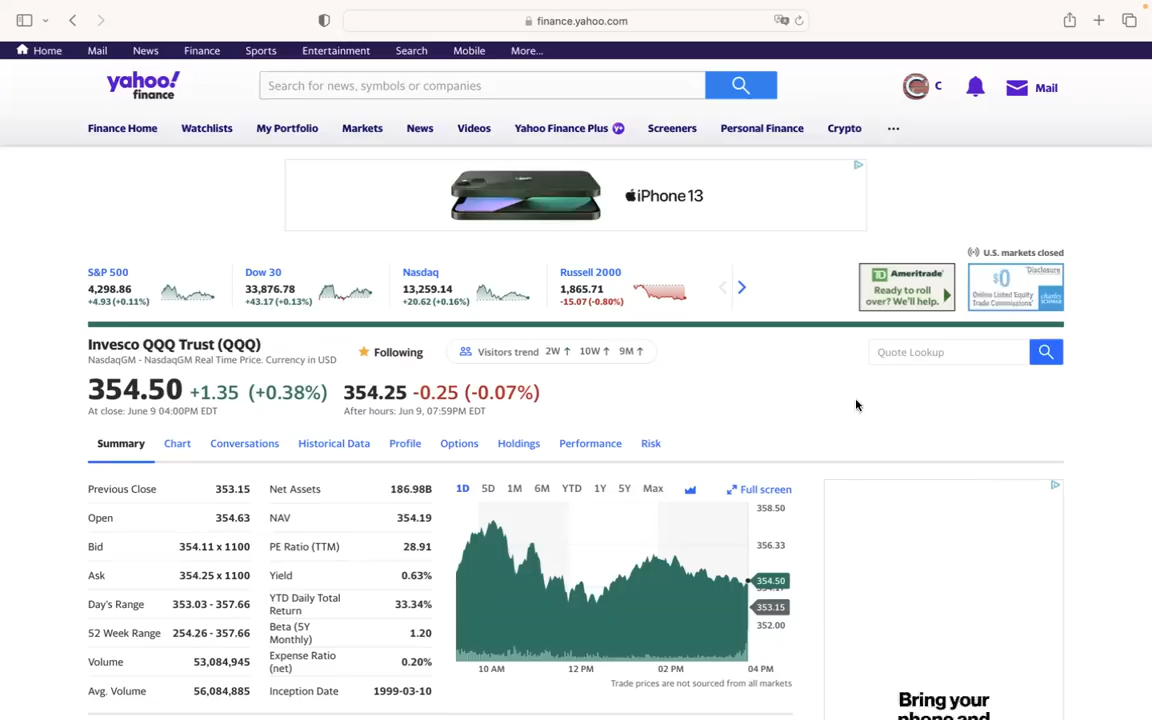 finance.yahoo.com
Home Mail News Finance Sports Entertainment Search Mobile More...
yahoo!
finance
Search for news, symbols or companies
C
Mail
Finance Home Watchlists My Portfolio Markets News Videos Yahoo Finance Plus Y+ Screeners Personal Finance Crypto ...
iPhone 13
U.S. markets closed
S&P 500
4,298.86
+4.93 (+0.11%)
Dow 30
33,876.78
+43.17 (+0.13%)
Nasdaq
13,259.14
+20.62 (+0.16%)
Russell 2000
1,865.71
-15.07 (-0.80%)
TD Ameritrade
Ready to roll
over? We'll help.
Disclosure
$0
Online Listed Equity
Trade Commissions
charles
SCHWAB
Invesco QQQ Trust (QQQ)
NasdaqGM - NasdaqGM Real Time Price. Currency in USD
Following
Visitors trend 2W ↑ 10W ↑ 9M ↑
Quote Lookup
354.50 +1.35 (+0.38%)
At close: June 9 04:00PM EDT
354.25 -0.25 (-0.07%)
After hours: Jun 9, 07:59PM EDT
Summary Chart Conversations Historical Data Profile Options Holdings Performance Risk
Previous Close 353.15
Open 354.63
Bid 354.11 x 1100
Ask 354.25 x 1100
Day's Range 353.03 - 357.66
52 Week Range 254.26 - 357.66
Volume 53,084,945
Avg. Volume 56,084,885
Net Assets 186.98B
NAV 354.19
PE Ratio (TTM) 28.91
Yield 0.63%
YTD Daily Total
Return 33.34%
Beta (5Y
Monthly) 1.20
Expense Ratio
(net) 0.20%
Inception Date 1999-03-10
1D 5D 1M 6M YTD 1Y 5Y Max
Full screen
358.50
356.33
354.50
353.15
352.00
10 AM 12 PM 02 PM 04 PM
Trade prices are not sourced from all markets
Bring your
phone and